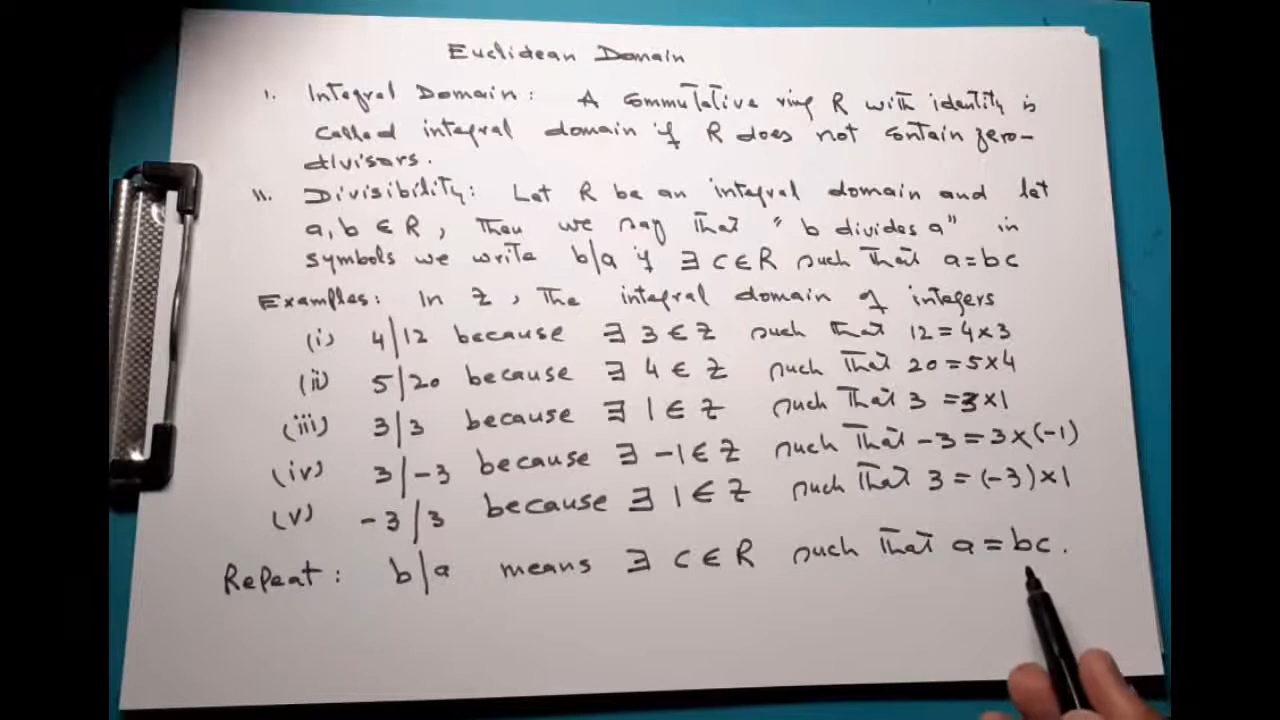 Euclidean Domain
I. Integral Domain: A commutative ring R with identity is
called integral domain if R does not contain zero-
divisors.
II. Divisibility: Let R be an integral domain and let
a, b ∈ R, Then we say that "b divides a" in
symbols we write b|a if ∃ c ∈ R such that a = bc
Examples: In Z, The integral domain of integers
(i) 4|12 because ∃ 3 ∈ Z such that 12 = 4×3
(ii) 5|20 because ∃ 4 ∈ Z such that 20 = 5×4
(iii) 3|3 because ∃ 1 ∈ Z such that 3 = 3×1
(iv) 3|-3 because ∃ -1 ∈ Z such that -3 = 3×(-1)
(v) -3|3 because ∃ 1 ∈ Z such that 3 = (-3)×1
Repeat: b|a means ∃ c ∈ R such that a = bc.